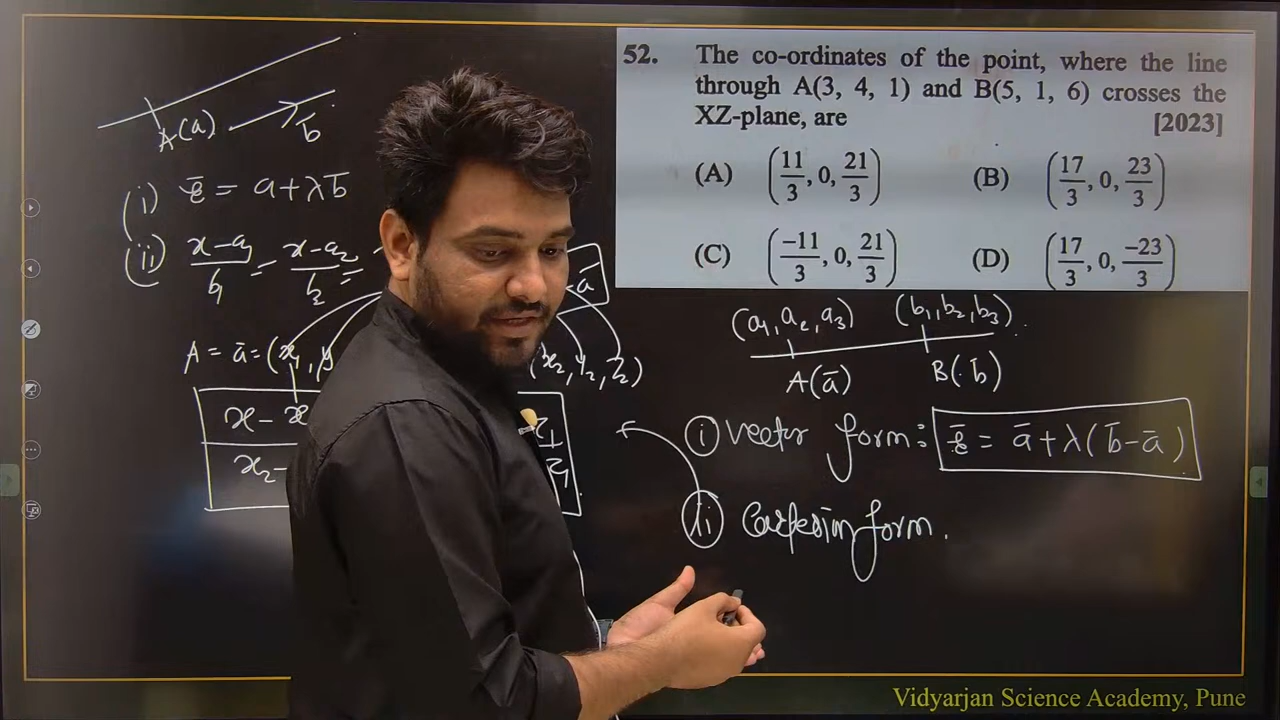 52. The co-ordinates of the point, where the line
through A(3, 4, 1) and B(5, 1, 6) crosses the
XZ-plane, are [2023]
(A) (11/3, 0, 21/3) (B) (17/3, 0, 23/3)
(C) (-11/3, 0, 21/3) (D) (17/3, 0, -23/3)
A(a) b̄
(i) r̄ = a + λb̄
(ii) x-a₁/b₁ = x-a₂/b₂ =
-ā
A = ā = (x₁, y
(x₂, y₂, z₂)
x - x
x₂ -
z₁
z₁
(a₁, a₂, a₃) (b₁, b₂, b₃)
A(ā) B(b̄)
(i) vector form: r̄ = ā + λ(b̄ - ā)
(ii) Cartesian form.
Vidyarjan Science Academy, Pune